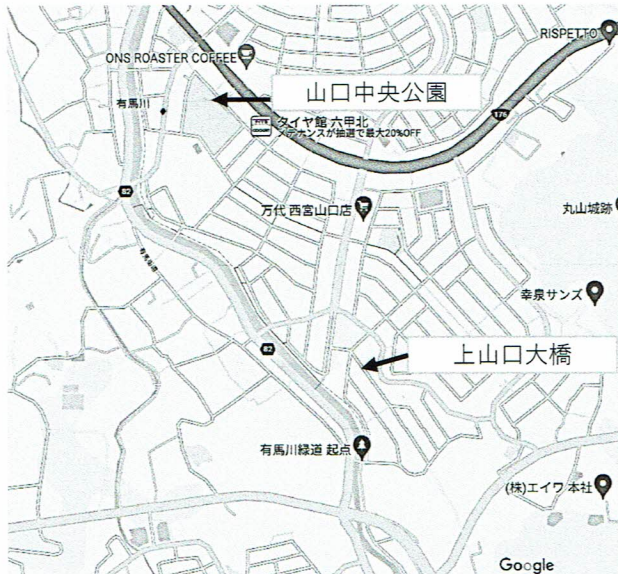 RISPETTO
ONS ROASTER COFFEE
山口中央公園
有馬川
176
タイヤ館 六甲北
メチャホンスが抽選で最大20%OFF
82
万代 西宮山口店
丸山城跡
幸泉サンズ
82
上山口大橋
有馬川緑道 起点
(株)エイワ 本社
Google